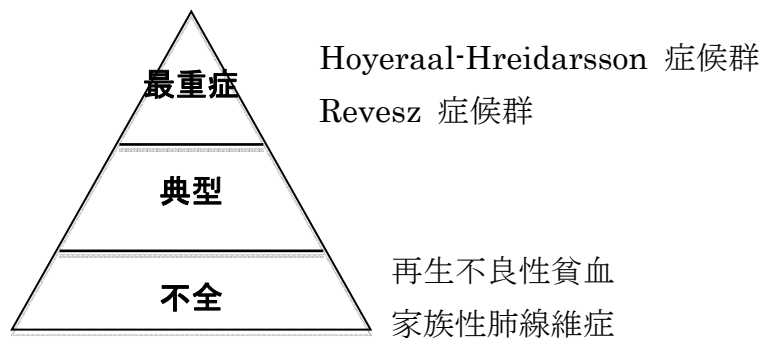 最重症
Hoyeraal-Hreidarsson 症候群
Revesz 症候群
典型
不全
再生不良性貧血
家族性肺線維症